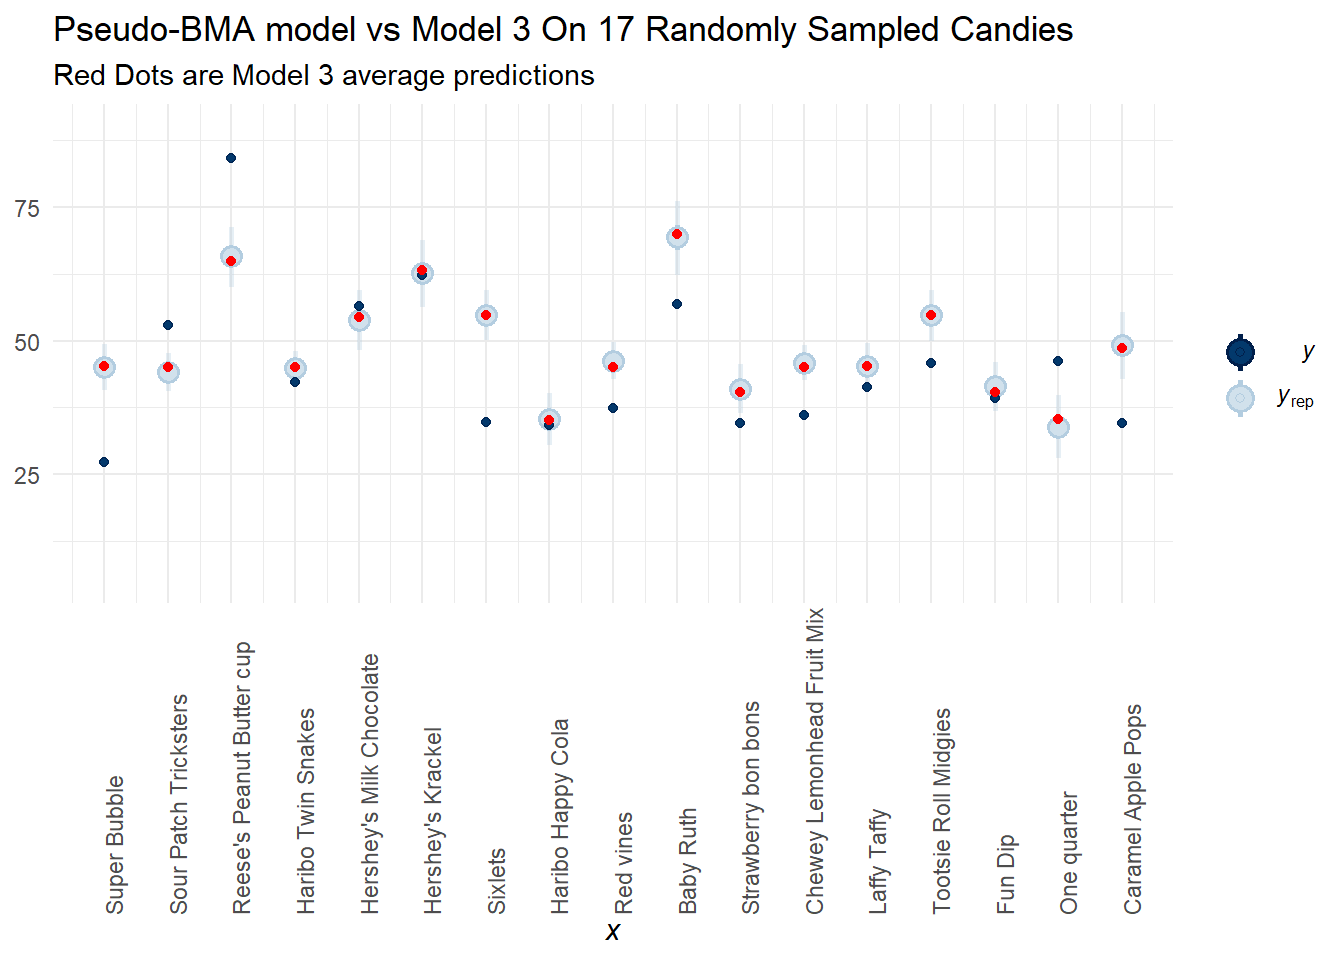 Pseudo-BMA model vs Model 3 On 17 Randomly Sampled Candies
Red Dots are Model 3 average predictions
75
50
25
y
yrep
Super Bubble
Sour Patch Tricksters
Reese's Peanut Butter cup
Haribo Twin Snakes
Hershey's Milk Chocolate
Hershey's Krackel
Sixlets
Haribo Happy Cola
Red vines
Baby Ruth
Strawberry bon bons
Chewey Lemonhead Fruit Mix
Laffy Taffy
Tootsie Roll Midgies
Fun Dip
One quarter
Caramel Apple Pops
x